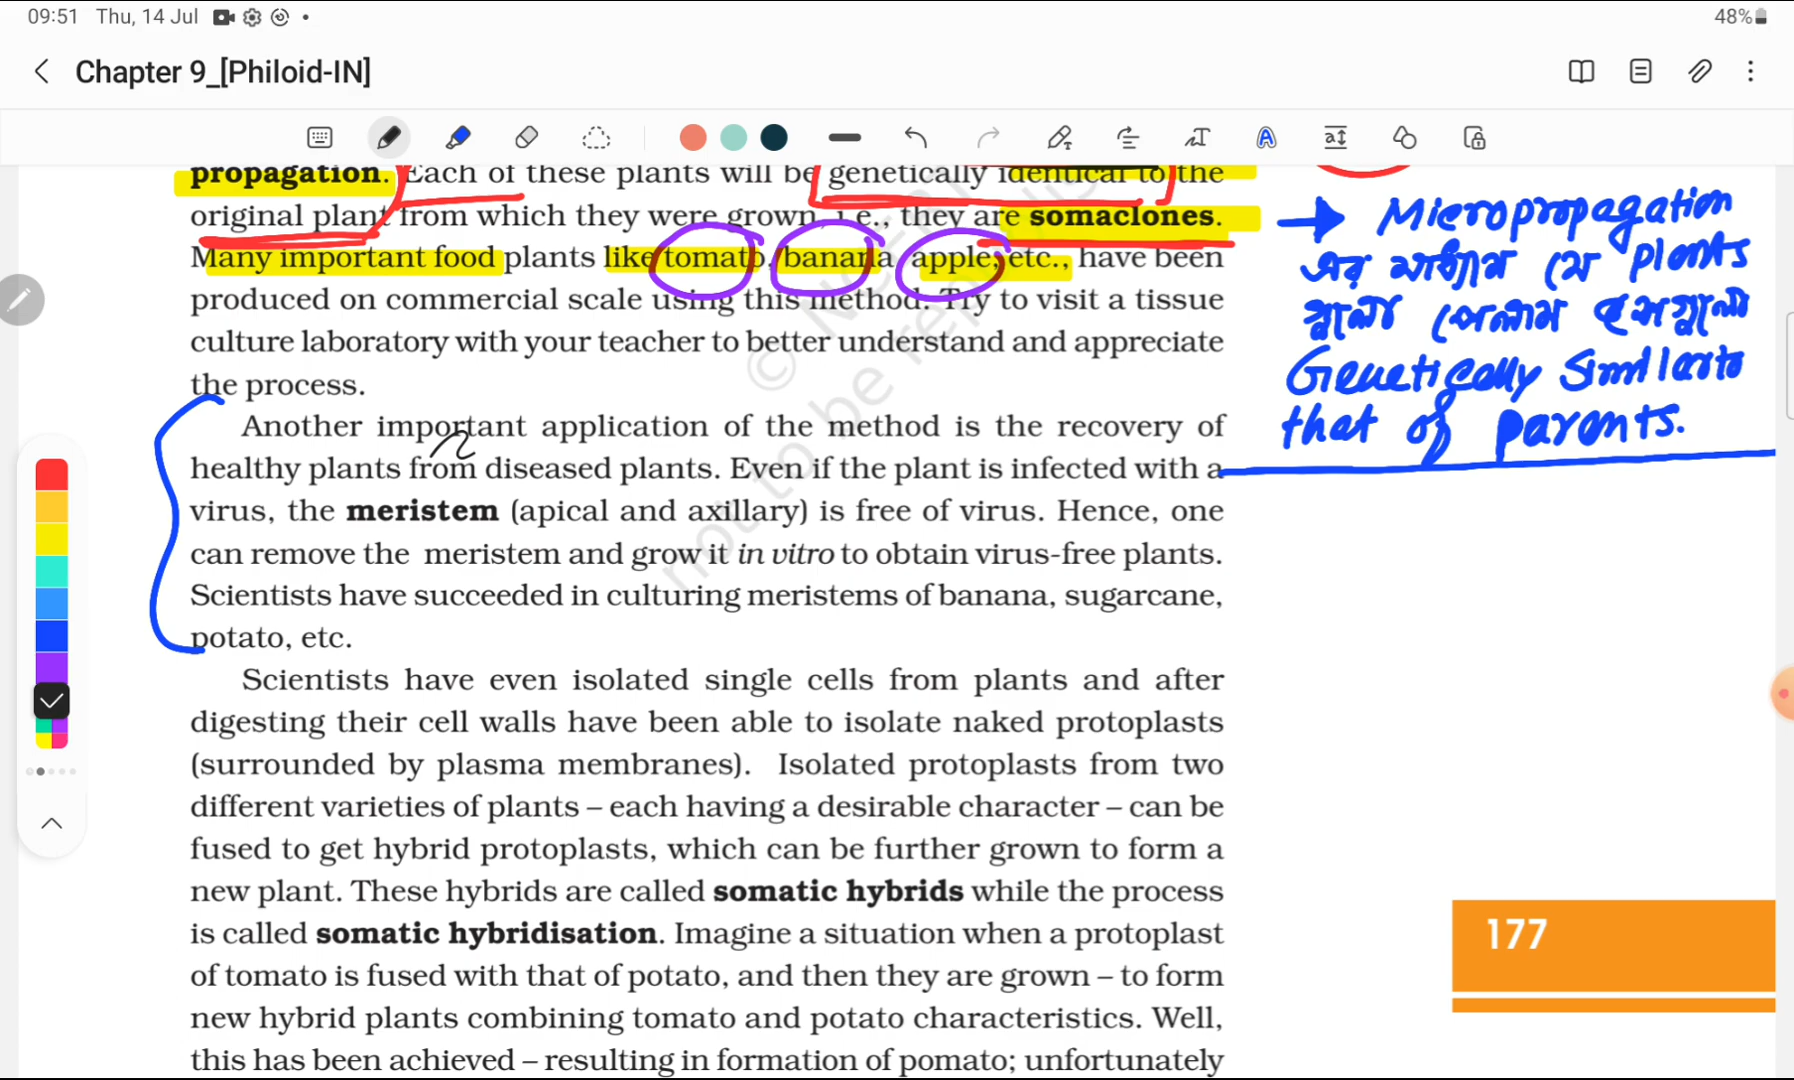 09:51 Thu, 14 Jul
48%
Chapter 9_[Philoid-IN]
propagation. Each of these plants will be genetically identical to the
original plant from which they were grown, i.e., they are somaclones.
Many important food plants like tomato, banana, apple, etc., have been
produced on commercial scale using this method. Try to visit a tissue
culture laboratory with your teacher to better understand and appreciate
the process.
Another important application of the method is the recovery of
healthy plants from diseased plants. Even if the plant is infected with a
virus, the meristem (apical and axillary) is free of virus. Hence, one
can remove the meristem and grow it in vitro to obtain virus-free plants.
Scientists have succeeded in culturing meristems of banana, sugarcane,
potato, etc.
Scientists have even isolated single cells from plants and after
digesting their cell walls have been able to isolate naked protoplasts
(surrounded by plasma membranes). Isolated protoplasts from two
different varieties of plants – each having a desirable character – can be
fused to get hybrid protoplasts, which can be further grown to form a
new plant. These hybrids are called somatic hybrids while the process
is called somatic hybridisation. Imagine a situation when a protoplast
of tomato is fused with that of potato, and then they are grown – to form
new hybrid plants combining tomato and potato characteristics. Well,
this has been achieved – resulting in formation of pomato; unfortunately
→ Micropropagation
এর মাধ্যমে যে plants
পেলাম
Genetically Similar to
that of parents.
177
© NCERT
not to be republis